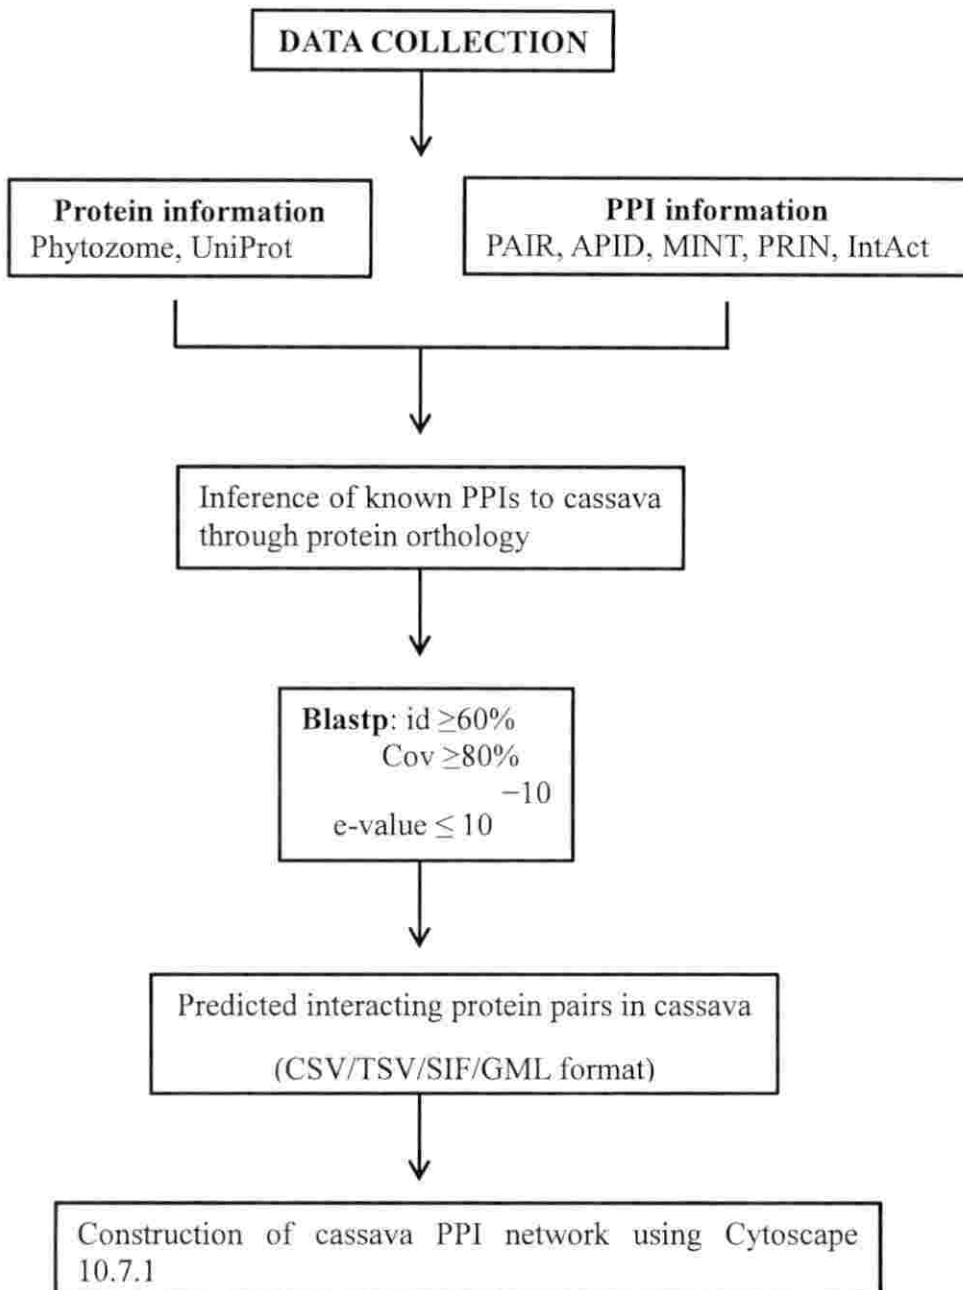 DATA COLLECTION
Protein information
Phytozome, UniProt
PPI information
PAIR, APID, MINT, PRIN, IntAct
Inference of known PPIs to cassava
through protein orthology
Blastp: id ≥60%
Cov ≥80%
−10
e-value ≤ 10
Predicted interacting protein pairs in cassava
(CSV/TSV/SIF/GML format)
Construction of cassava PPI network using Cytoscape
10.7.1